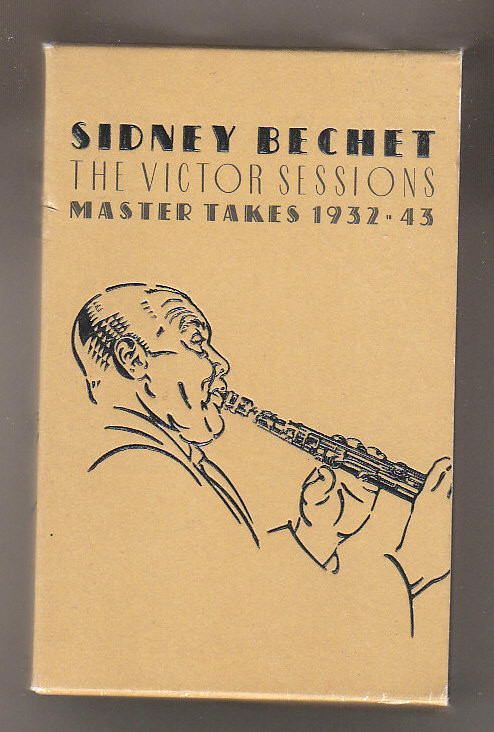 SIDNEY BECHET
THE VICTOR SESSIONS
MASTER TAKES 1932-43